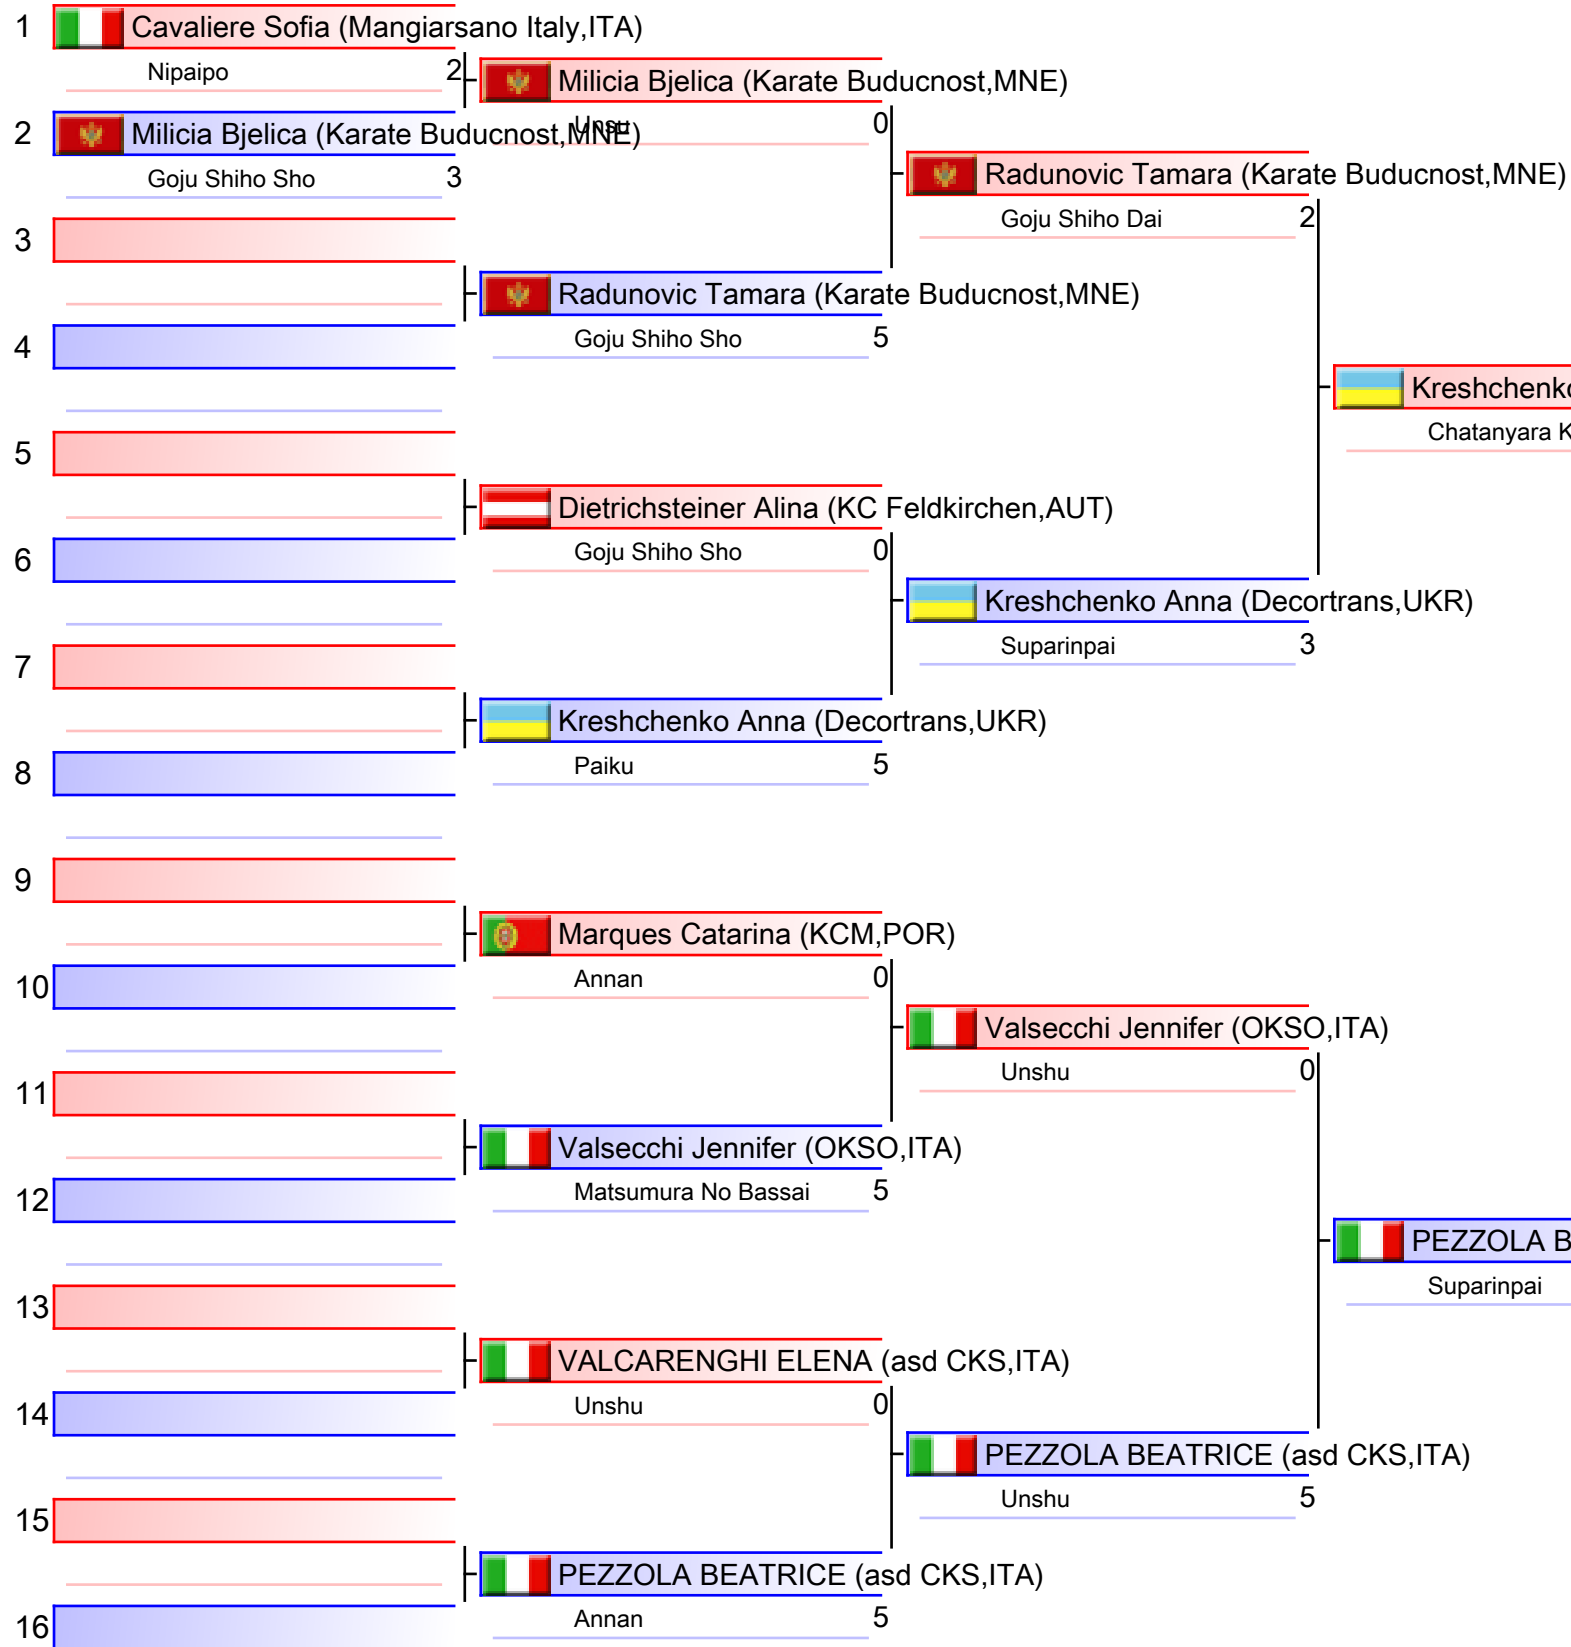 1 Cavaliere Sofia (Mangiarsano Italy,ITA)
Nipaipo 2
Milicia Bjelica (Karate Buducnost,MNE)
Unsu 0
2 Milicia Bjelica (Karate Buducnost,MNE)
Goju Shiho Sho 3
Radunovic Tamara (Karate Buducnost,MNE)
Goju Shiho Dai 2
3
Radunovic Tamara (Karate Buducnost,MNE)
Goju Shiho Sho 5
4
Kreshchenko
Chatanyara K
5
Dietrichsteiner Alina (KC Feldkirchen,AUT)
Goju Shiho Sho 0
6
Kreshchenko Anna (Decortrans,UKR)
Suparinpai 3
7
Kreshchenko Anna (Decortrans,UKR)
Paiku 5
8
9
Marques Catarina (KCM,POR)
Annan 0
10
Valsecchi Jennifer (OKSO,ITA)
Unshu 0
11
Valsecchi Jennifer (OKSO,ITA)
Matsumura No Bassai 5
12
PEZZOLA B
Suparinpai
13
VALCARENGHI ELENA (asd CKS,ITA)
Unshu 0
14
PEZZOLA BEATRICE (asd CKS,ITA)
Unshu 5
15
PEZZOLA BEATRICE (asd CKS,ITA)
Annan 5
16